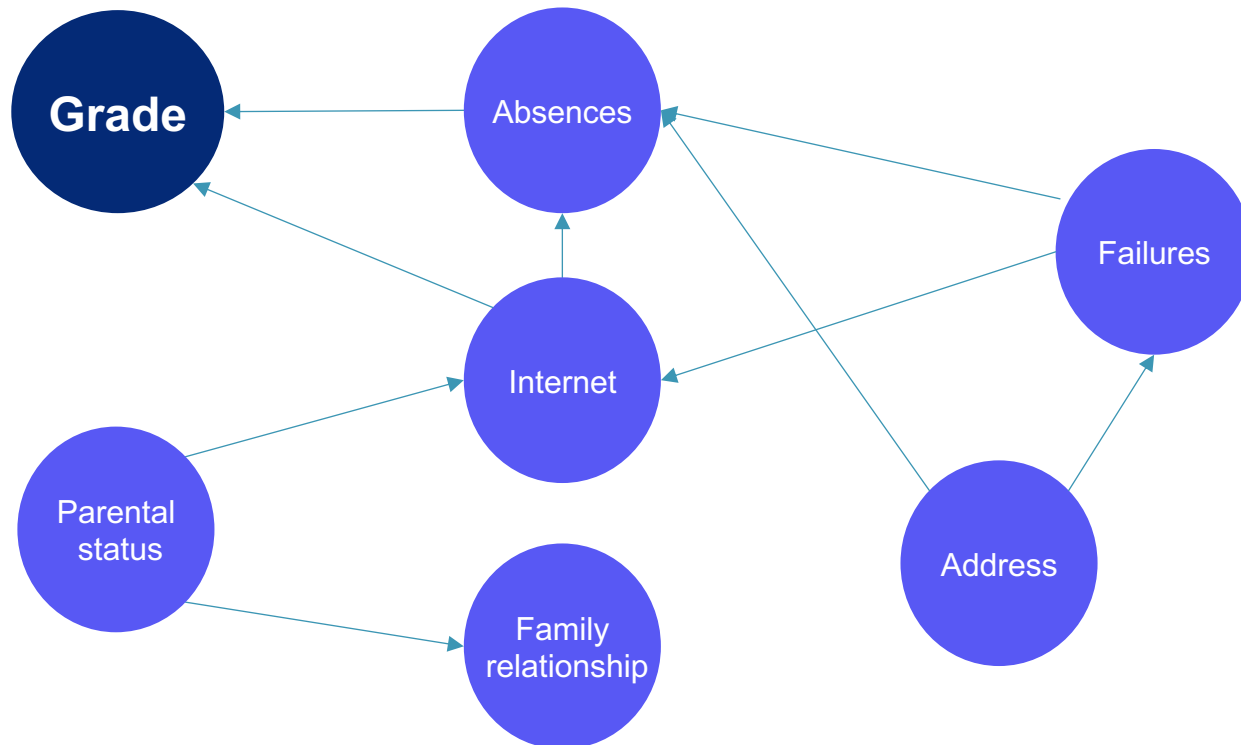 Grade
Absences
Failures
Internet
Parental
status
Address
Family
relationship